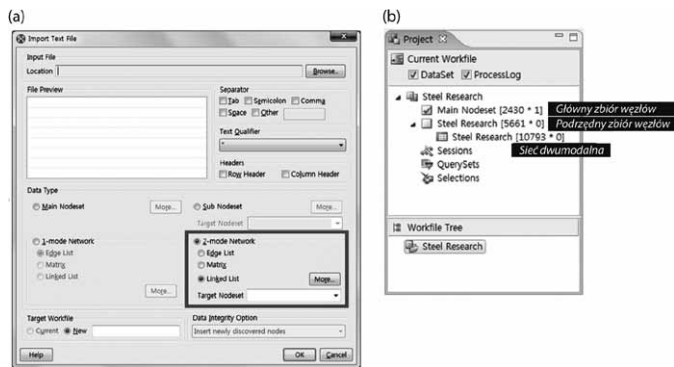 (a)
Import Text File
Input File
Location
Browse..
File Preview
Separator
Tab Semicolon Comma
Space Other
Text Qualifier
"
Headers
Row Header Column Header
Data Type
Main Nodeset More...
Sub Nodeset More...
Target Nodeset
1-mode Network
Edge List
Matrix
Linked List
More...
2-mode Network
Edge List
Matrix
Linked List More...
Target Nodeset
Target Workfile
Current New
Data Integrity Option
Insert newly discovered nodes
Help OK Cancel
(b)
Project
Current Workfile
DataSet ProcessLog
Steel Research
Main Nodeset [2430 * 1] Główny zbiór węzłów
Steel Research [5661 * 0] Podrzędny zbiór węzłów
Steel Research [10793 * 0]
Sessions Sieć dwumodalna
QuerySets
Selections
Workfile Tree
Steel Research